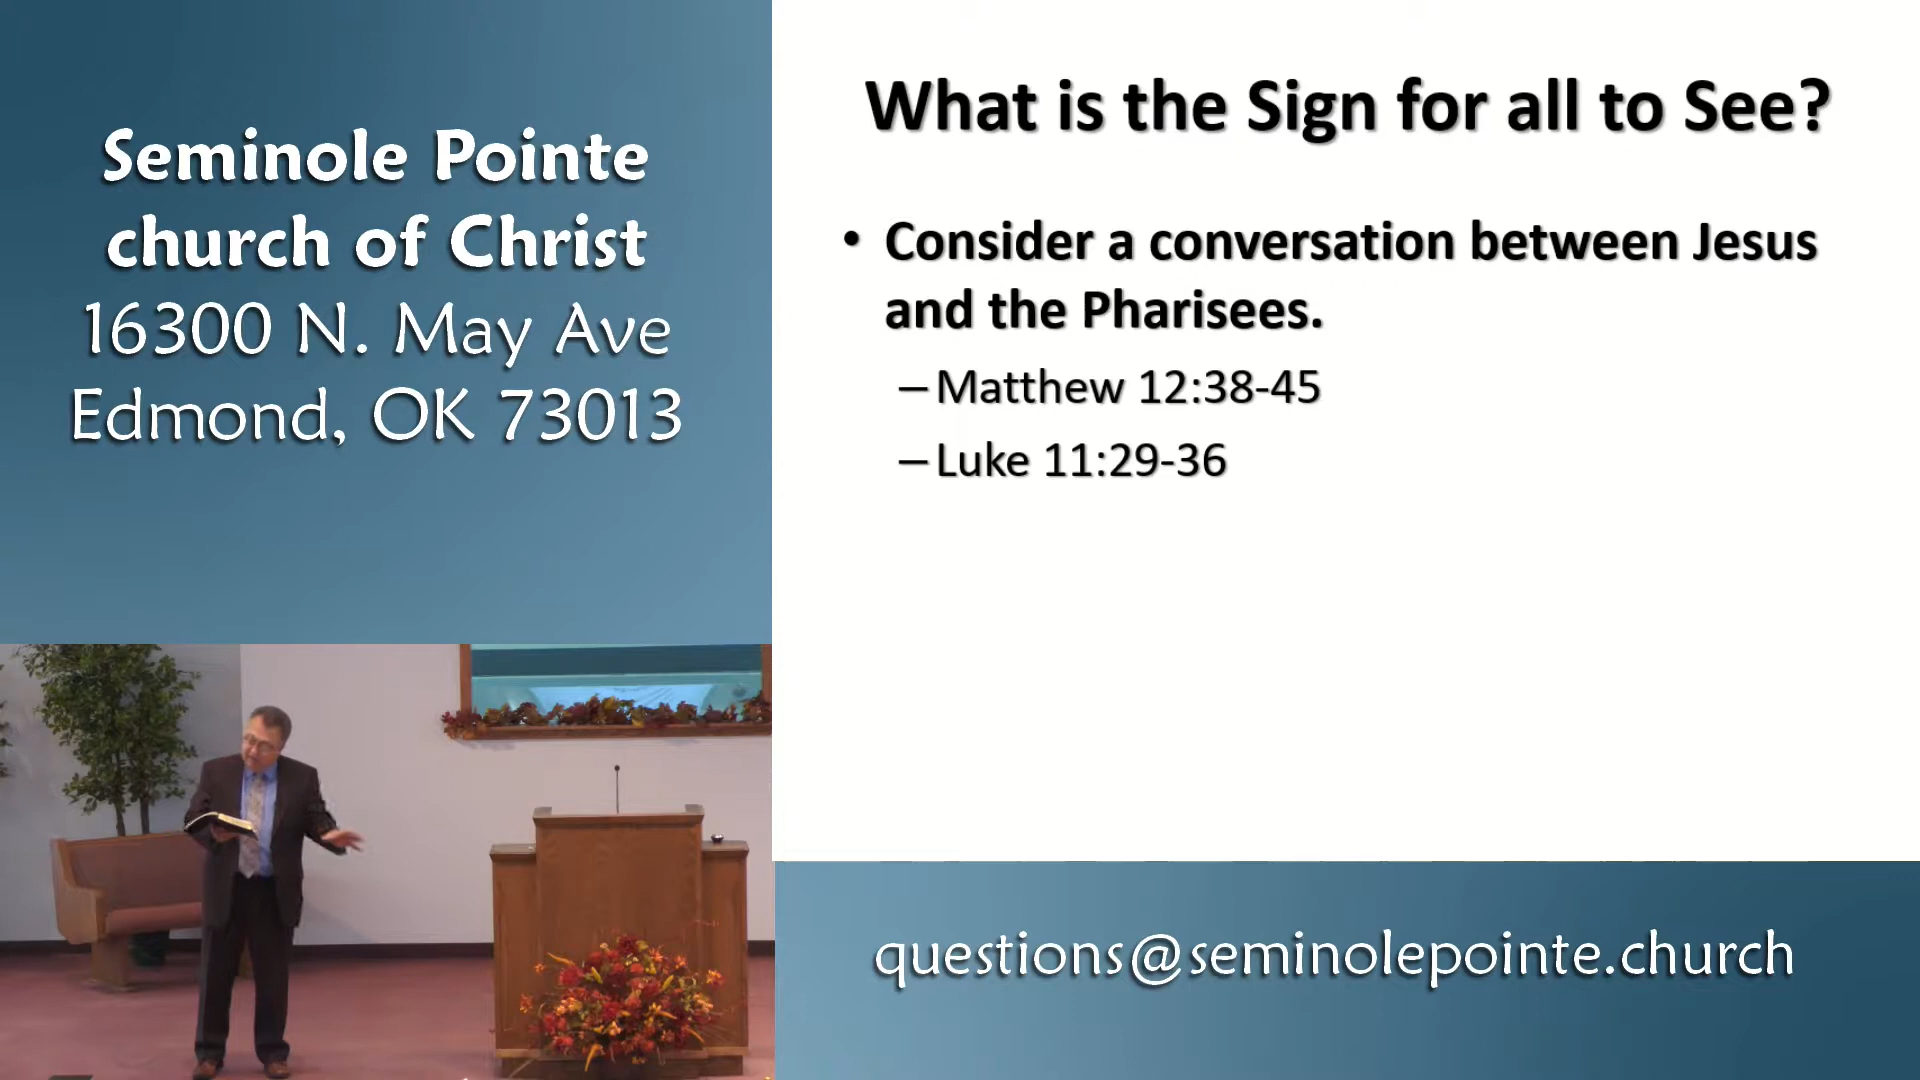 Seminole Pointe
church of Christ
16300 N. May Ave
Edmond, OK 73013
What is the Sign for all to See?
• Consider a conversation between Jesus
and the Pharisees.
– Matthew 12:38-45
– Luke 11:29-36
questions@seminolepointe.church